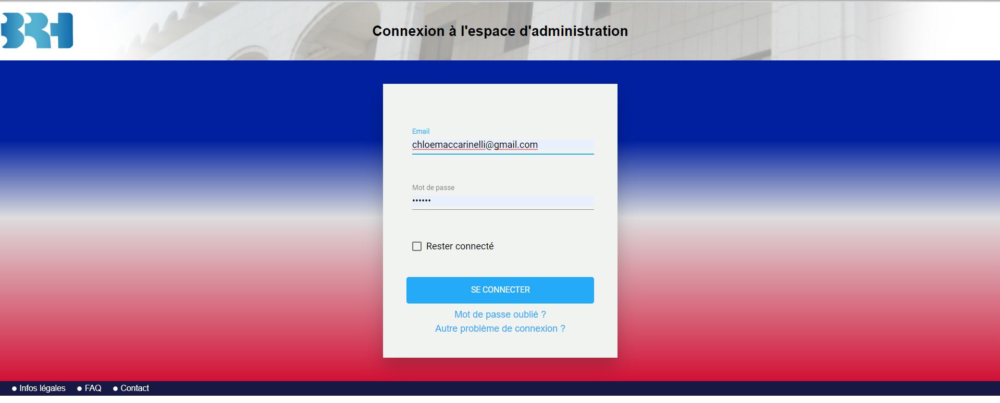 BRH
Connexion à l'espace d'administration
Email
chloemaccarinelli@gmail.com
Mot de passe
••••••
Rester connecté
SE CONNECTER
Mot de passe oublié ?
Autre problème de connexion ?
● Infos légales ● FAQ ● Contact